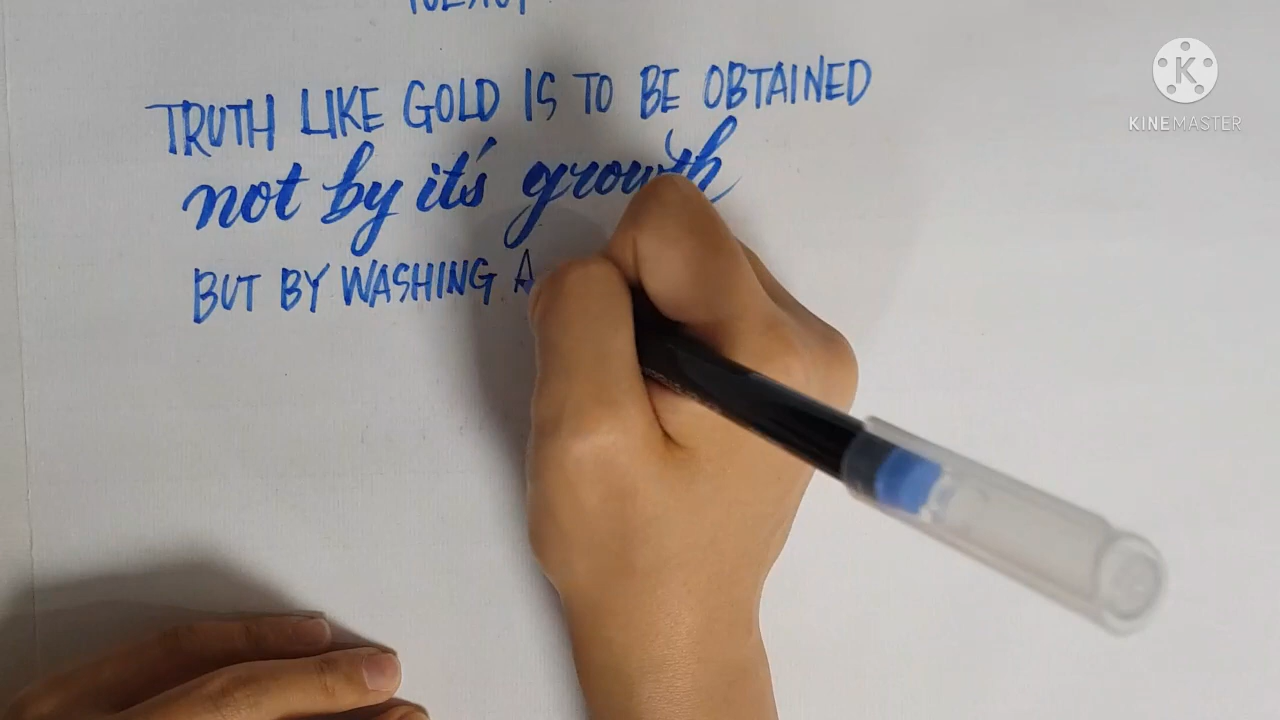 TRUTH LIKE GOLD IS TO BE OBTAINED
not by it's growth
BUT BY WASHING A
K
KINEMASTER